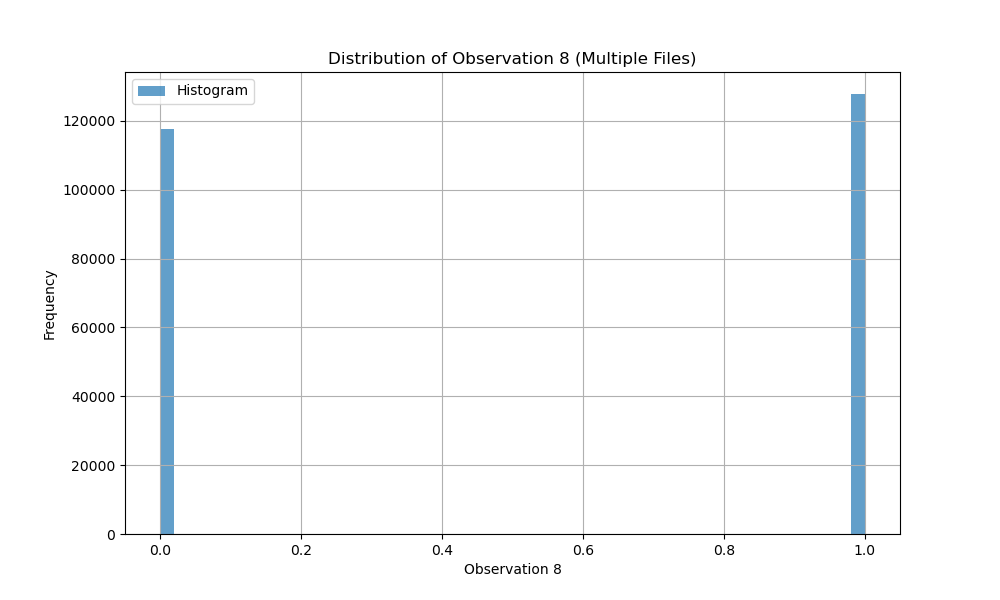 Distribution of Observation 8 (Multiple Files)
Histogram
120000
100000
80000
60000
40000
20000
0
Frequency
0.0 0.2 0.4 0.6 0.8 1.0
Observation 8